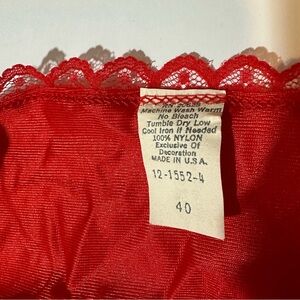 Machine Wash Warm
No Bleach
Tumble Dry Low
Cool Iron if Needed
100% NYLON
Exclusive Of
Decoration
MADE IN U.S.A.
12-1552-4
40